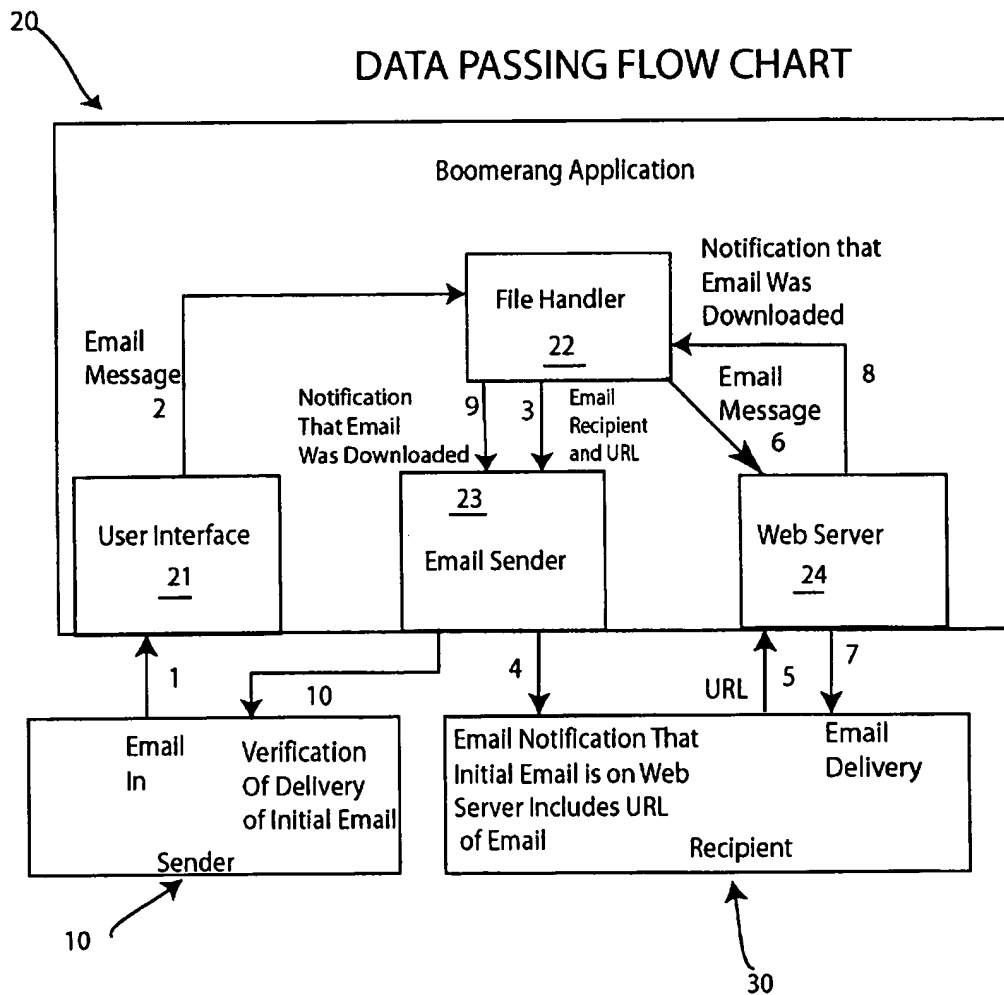 20
DATA PASSING FLOW CHART
Boomerang Application
Notification that
Email Was
Downloaded
File Handler
22
Email
Message
2
8
Notification
That Email
Was Downloaded
9
3
Email
Recipient
and URL
Email
Message
6
User Interface
21
23
Email Sender
Web Server
24
1
10
4
URL
5
7
Email
In
Verification
Of Delivery
of Initial Email
Sender
Email Notification That
Initial Email is on Web
Server Includes URL
of Email
Email
Delivery
Recipient
10
30